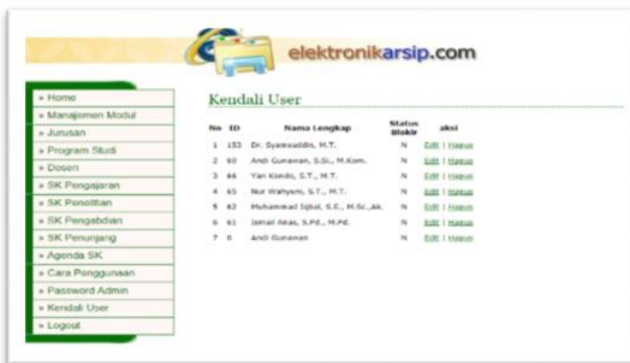 elektronikarsip.com
» Home
» Manajemen Modul
» Jurusan
» Program Studi
» Dosen
» SK Pengajaran
» SK Penelitian
» SK Pengabdian
» SK Penunjang
» Agenda SK
» Cara Penggunaan
» Password Admin
» Kendali User
» Logout
Kendali User
No ID Nama Lengkap Status Blokir aksi
1 153 Dr. Syamsuddin, M.T. N Edit | Hapus
2 60 Andi Gunawan, S.Si., M.Kom. N Edit | Hapus
3 66 Yan Kondo, S.T., M.T. N Edit | Hapus
4 65 Nur Wahyuni, S.T., M.T. N Edit | Hapus
5 62 Muhammad Iqbal, S.E., M.Si.,Ak. N Edit | Hapus
6 61 Ismail Anas, S.Pd., M.Pd. N Edit | Hapus
7 Andi Gunawan N Edit | Hapus